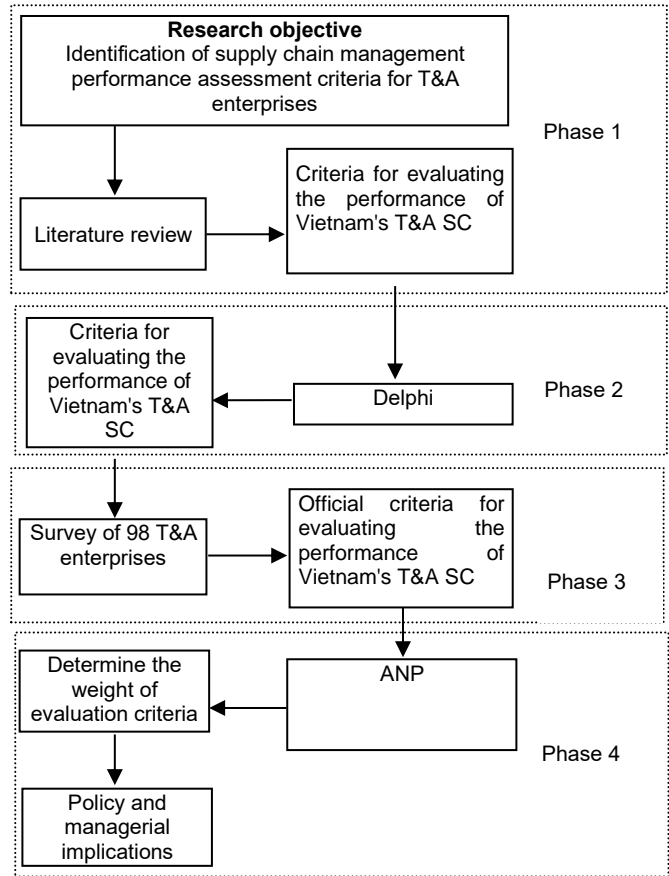 Research objective
Identification of supply chain management
performance assessment criteria for T&A
enterprises
Phase 1
Criteria for evaluating
the performance of
Vietnam's T&A SC
Literature review
Criteria for
evaluating the
performance of
Vietnam's T&A
SC
Delphi
Phase 2
Survey of 98 T&A
enterprises
Official criteria for
evaluating the
performance of
Vietnam's T&A SC
Phase 3
Determine the
weight of
evaluation criteria
ANP
Phase 4
Policy and
managerial
implications